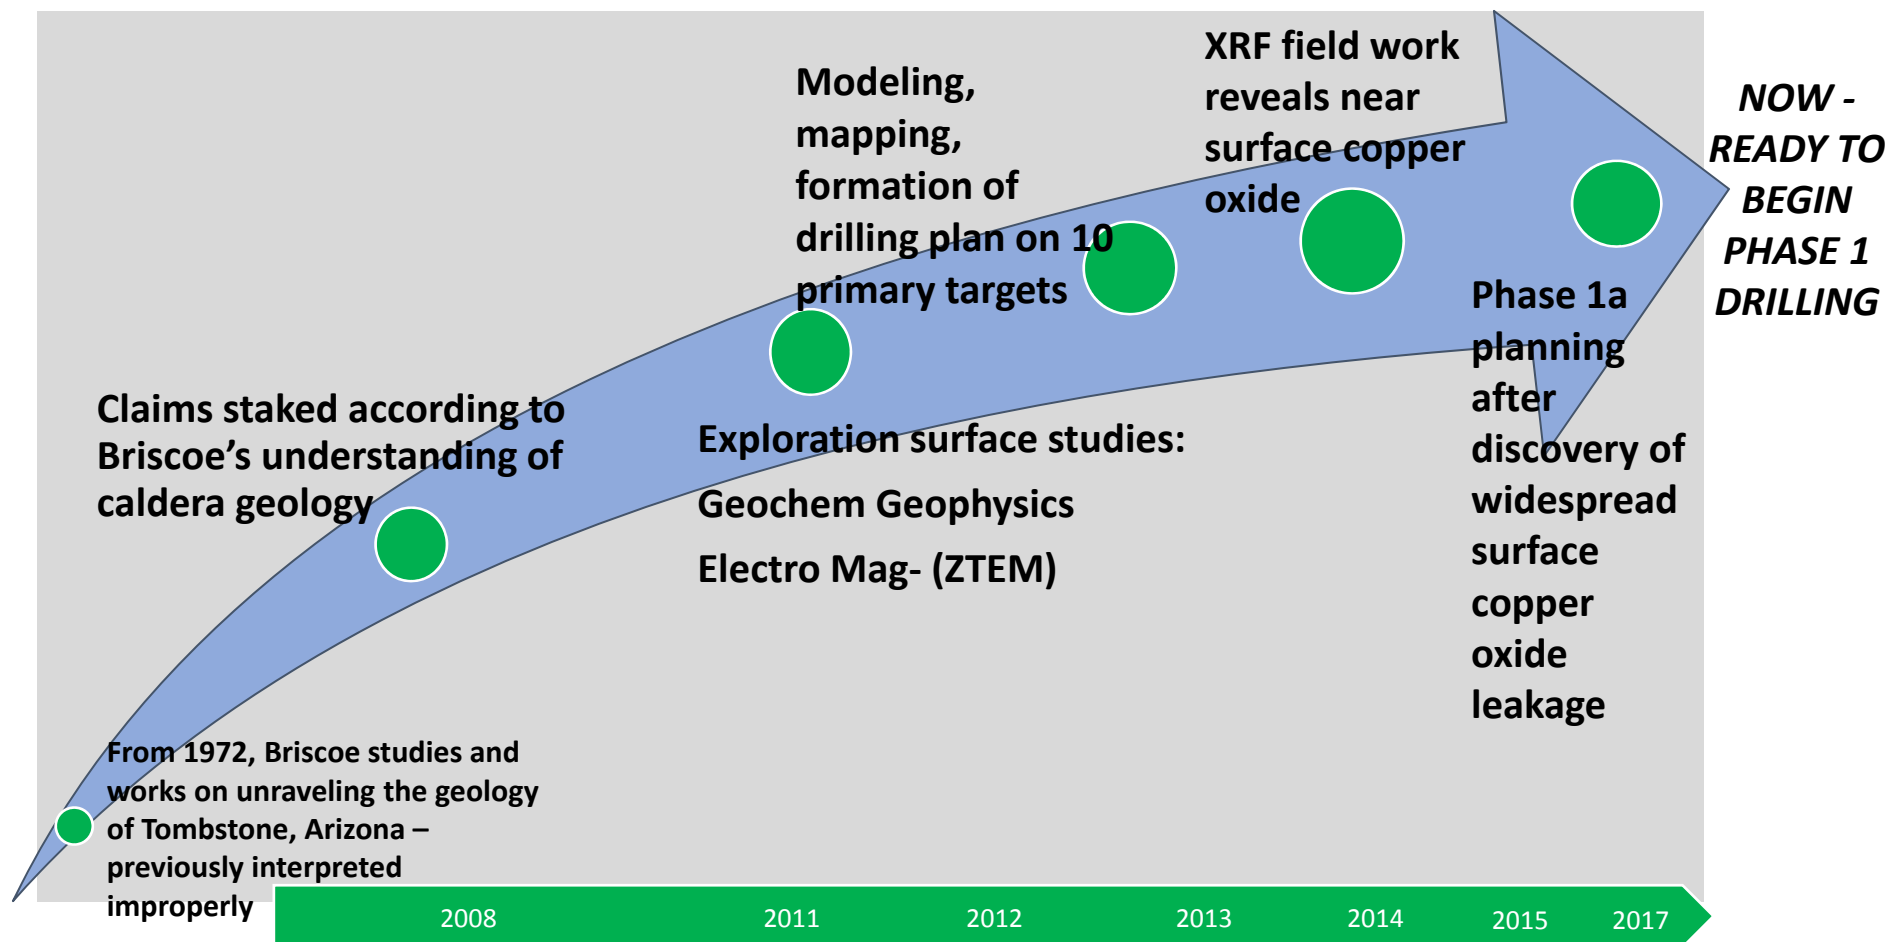 XRF field work
reveals near
surface copper
oxide
Modeling,
mapping,
formation of
drilling plan on 10
primary targets
NOW -
READY TO
BEGIN
PHASE 1
DRILLING
Phase 1a
planning
after
discovery of
widespread
surface
copper
oxide
leakage
Claims staked according to
Briscoe’s understanding of
caldera geology
Exploration surface studies:
Geochem Geophysics
Electro Mag- (ZTEM)
From 1972, Briscoe studies and
works on unraveling the geology
of Tombstone, Arizona –
previously interpreted
improperly
2008 2011 2012 2013 2014 2015 2017